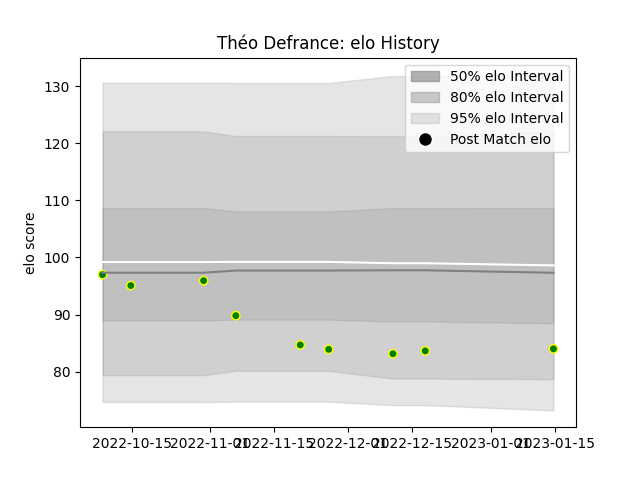 Théo Defrance: elo History
130
120
110
100
90
80
elo score
50% elo Interval
80% elo Interval
95% elo Interval
Post Match elo
2022-10-15 2022-11-01 2022-11-15 2022-12-01 2022-12-15 2023-01-01 2023-01-15